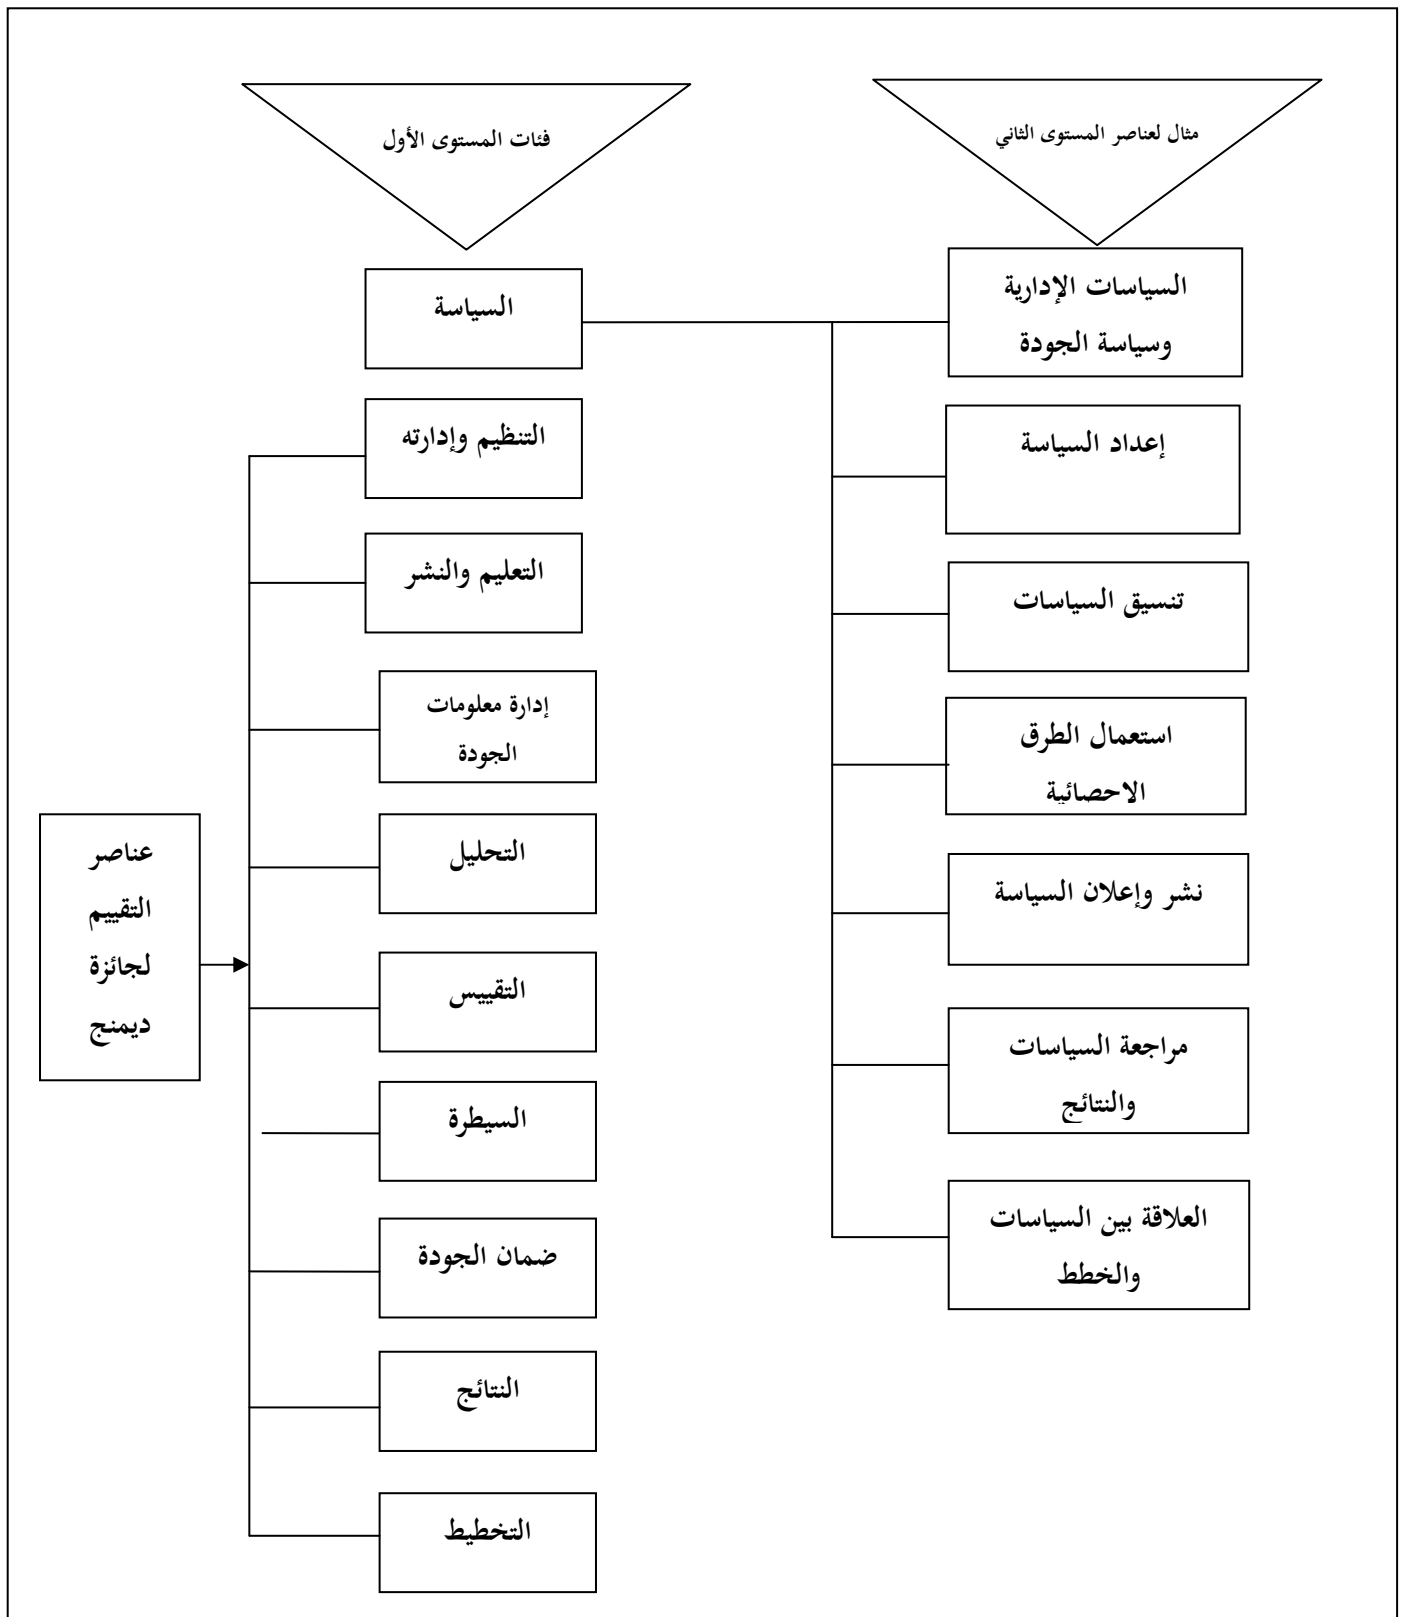 فئات المستوى الأول
مثال لعناصر المستوى الثاني
السياسة
التنظيم وإدارته
التعليم والنشر
إدارة معلومات
الجودة
التحليل
التقييس
السيطرة
ضمان الجودة
النتائج
التخطيط
عناصر
التقييم
لجائزة
ديمنج
السياسات الإدارية
وسياسة الجودة
إعداد السياسة
تنسيق السياسات
استعمال الطرق
الاحصائية
نشر وإعلان السياسة
مراجعة السياسات
والنتائج
العلاقة بين السياسات
والخطط